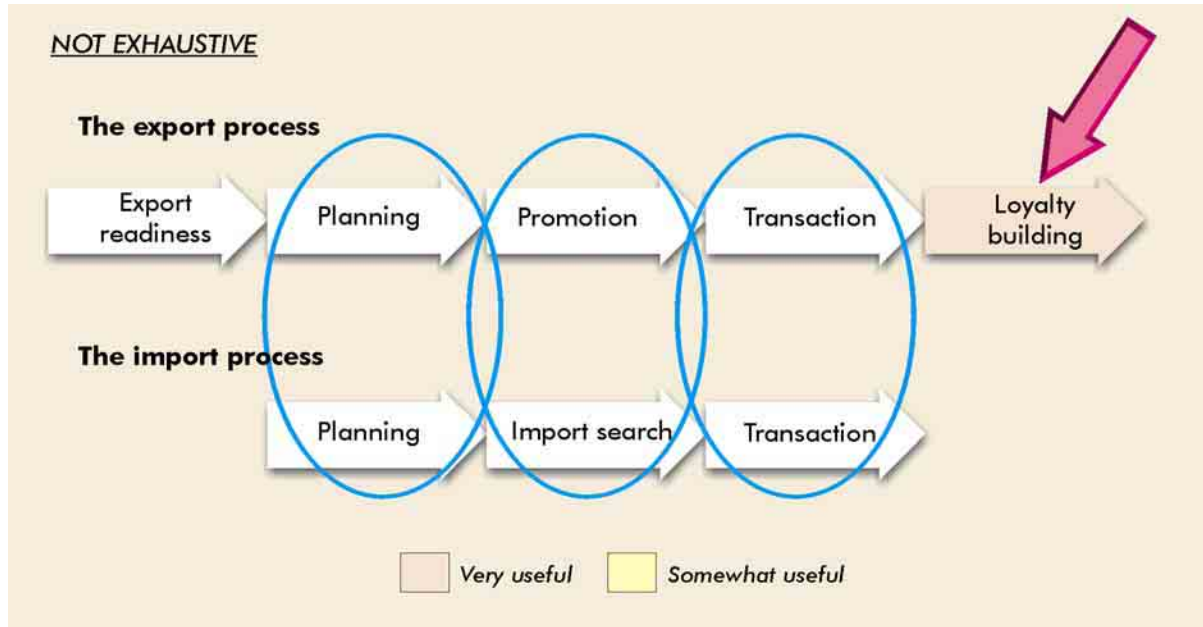 NOT EXHAUSTIVE
The export process
Export
readiness
Planning
Promotion
Transaction
Loyalty
building
The import process
Planning
Import search
Transaction
Very useful
Somewhat useful